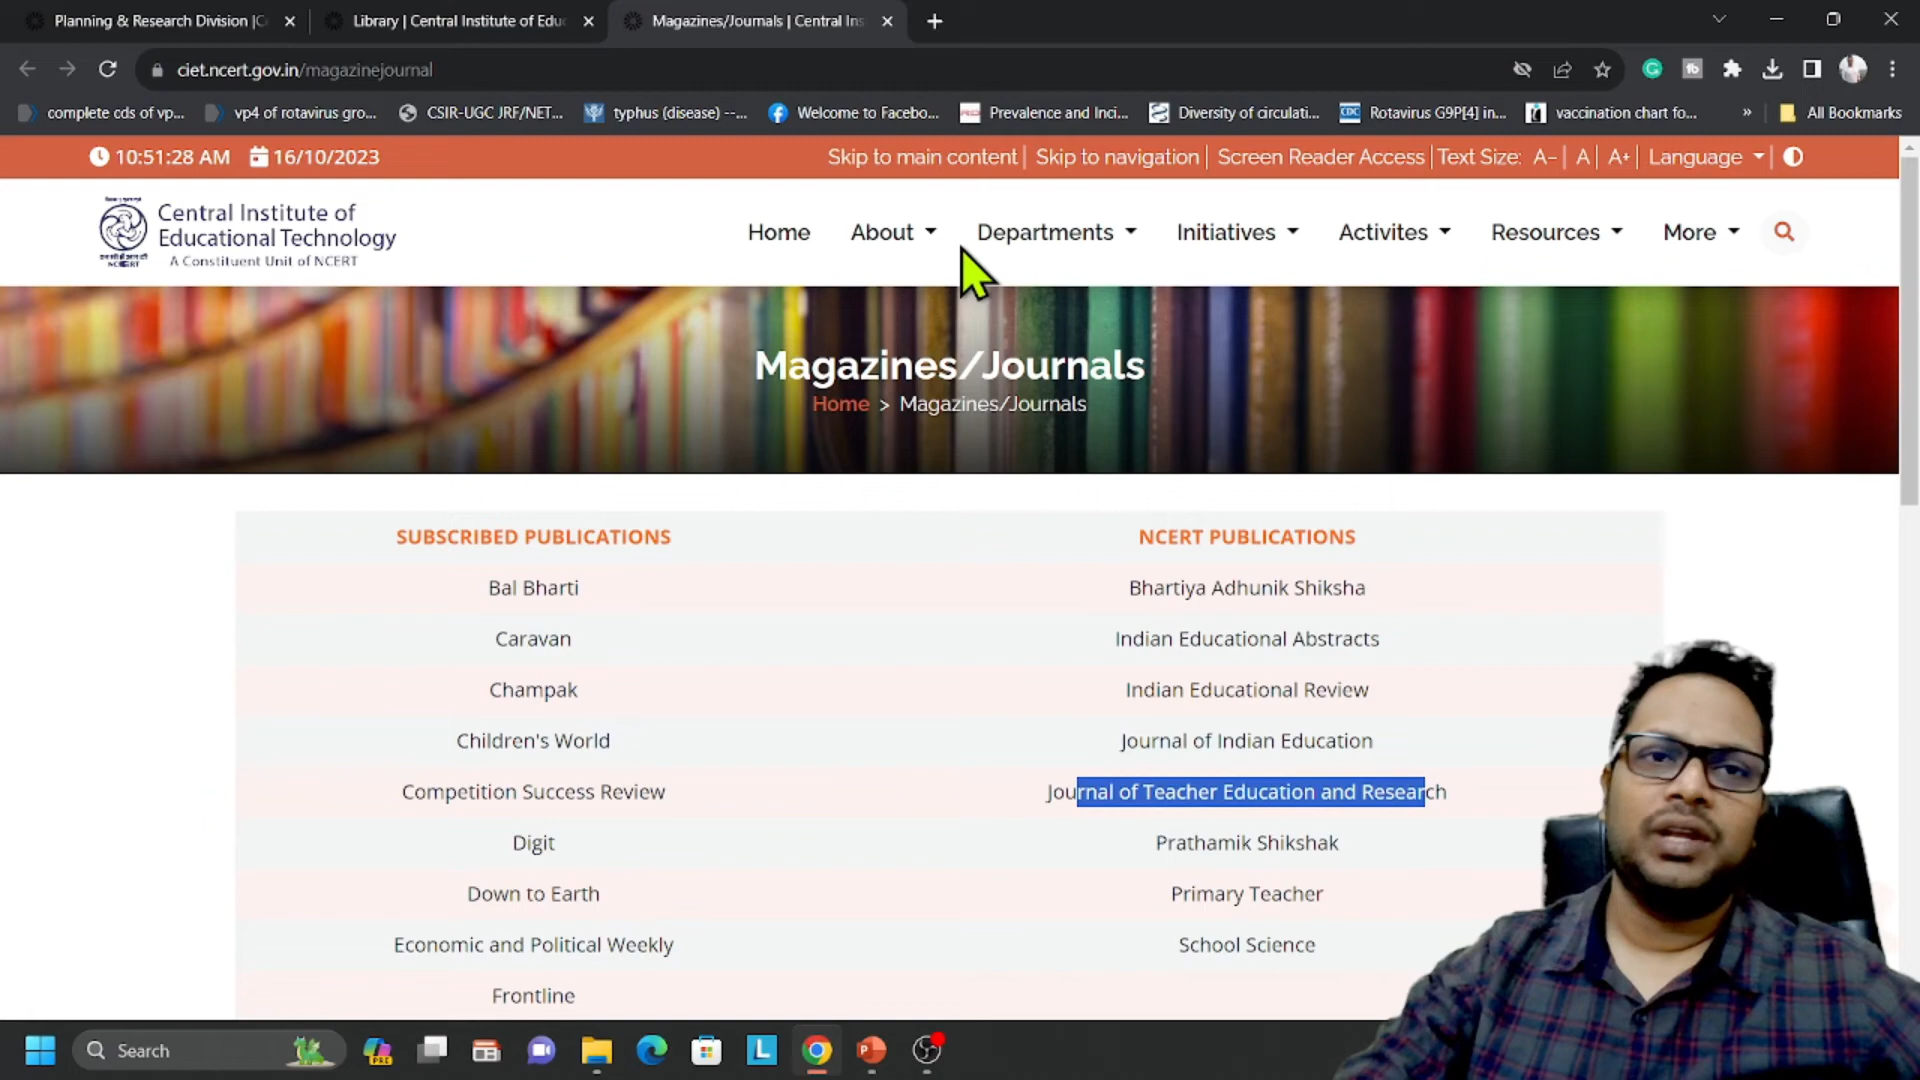 Planning & Research Division |C
Library | Central Institute of Edu
Magazines/Journals | Central Ins
ciet.ncert.gov.in/magazinejournal
complete cds of vp...
vp4 of rotavirus gro...
CSIR-UGC JRF/NET...
typhus (disease) --...
Welcome to Facebo...
Prevalence and Inci...
Diversity of circulati...
CDC
Rotavirus G9P[4] in...
vaccination chart fo...
»
All Bookmarks
10:51:28 AM 16/10/2023
Skip to main content | Skip to navigation | Screen Reader Access | Text Size: A- | A | A+ | Language
Central Institute of
Educational Technology
A Constituent Unit of NCERT
Home About Departments Initiatives Activites Resources More
Magazines/Journals
Home > Magazines/Journals
SUBSCRIBED PUBLICATIONS NCERT PUBLICATIONS
Bal Bharti Bhartiya Adhunik Shiksha
Caravan Indian Educational Abstracts
Champak Indian Educational Review
Children's World Journal of Indian Education
Competition Success Review Journal of Teacher Education and Research
Digit Prathamik Shikshak
Down to Earth Primary Teacher
Economic and Political Weekly School Science
Frontline
Search
PRE
L
P